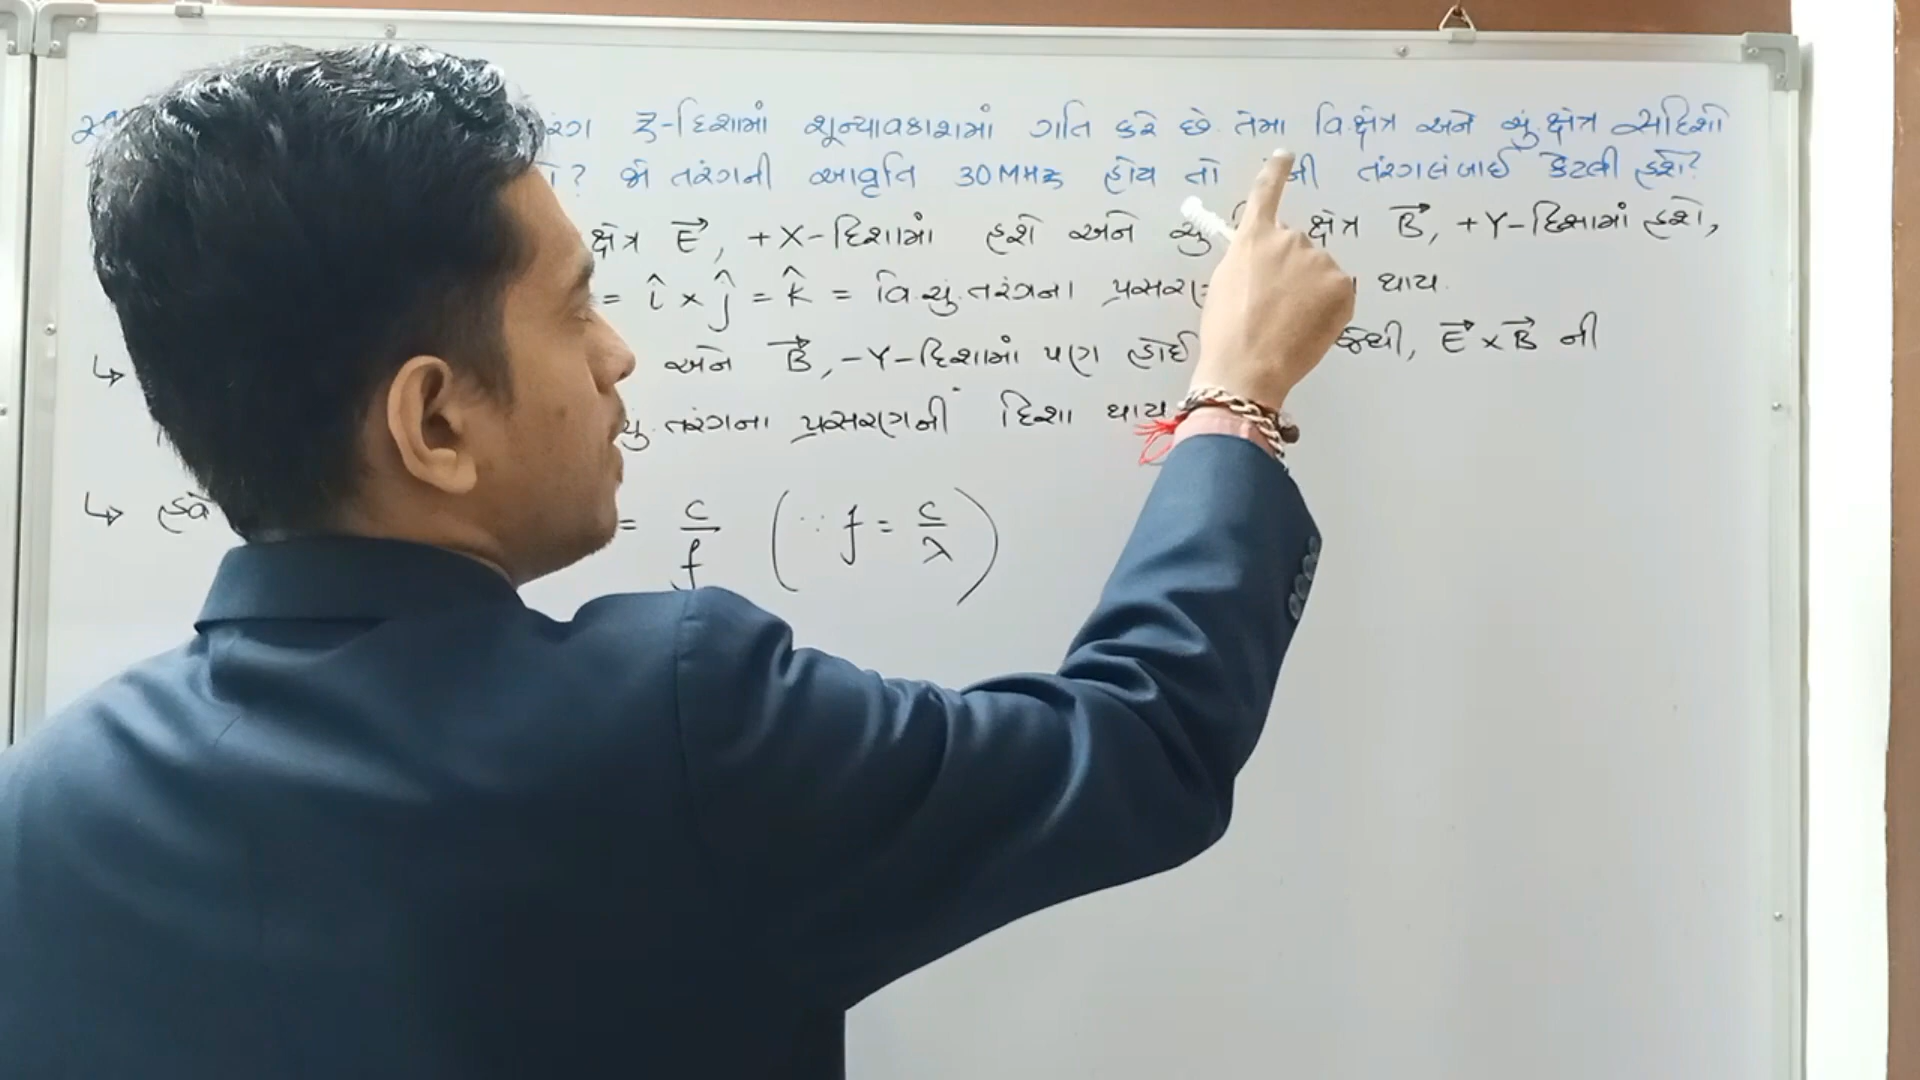 Z-દિશામાં શૂન્યાવકાશમાં ગતિ કરે છે. તેમા વિ.ક્ષેત્ર અને ચું.ક્ષેત્ર સદિશો
? જો તરંગની આવૃતિ 30MHz હોય તો તરંગલંબાઈ કેટલી હશે?
ક્ષેત્ર E⃗, +X-દિશામાં હશે અને ક્ષેત્ર B⃗, +Y-દિશામાં હશે,
= î × ĵ = k̂ = વિ.ચું.તરંગના થાય.
↳ અને B⃗, -Y-દિશામાં પણ જેથી, E⃗ × B⃗ ની
ચું.તરંગના પ્રસરણની દિશા થાય
↳ હવે = c/f (∵ f = c/λ)